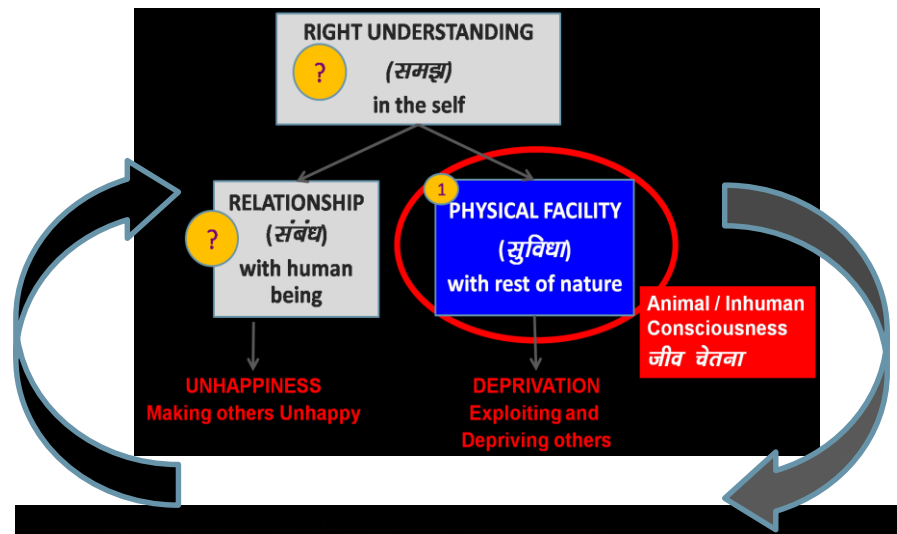 RIGHT UNDERSTANDING
?
(समझ)
in the self
RELATIONSHIP
(संबंध)
?
with human
being
1
PHYSICAL FACILITY
(सुविधा)
with rest of nature
Animal / Inhuman
Consciousness
जीव चेतना
UNHAPPINESS
Making others Unhappy
DEPRIVATION
Exploiting and
Depriving others